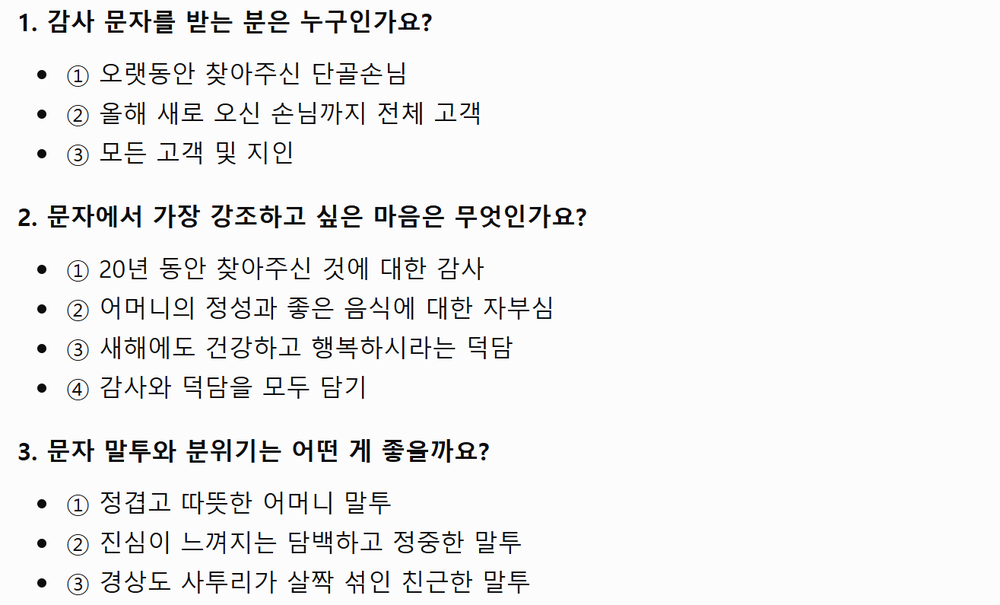 1. 감사 문자를 받는 분은 누구인가요?
• ① 오랫동안 찾아주신 단골손님
• ② 올해 새로 오신 손님까지 전체 고객
• ③ 모든 고객 및 지인
2. 문자에서 가장 강조하고 싶은 마음은 무엇인가요?
• ① 20년 동안 찾아주신 것에 대한 감사
• ② 어머니의 정성과 좋은 음식에 대한 자부심
• ③ 새해에도 건강하고 행복하시라는 덕담
• ④ 감사와 덕담을 모두 담기
3. 문자 말투와 분위기는 어떤 게 좋을까요?
• ① 정겹고 따뜻한 어머니 말투
• ② 진심이 느껴지는 담백하고 정중한 말투
• ③ 경상도 사투리가 살짝 섞인 친근한 말투